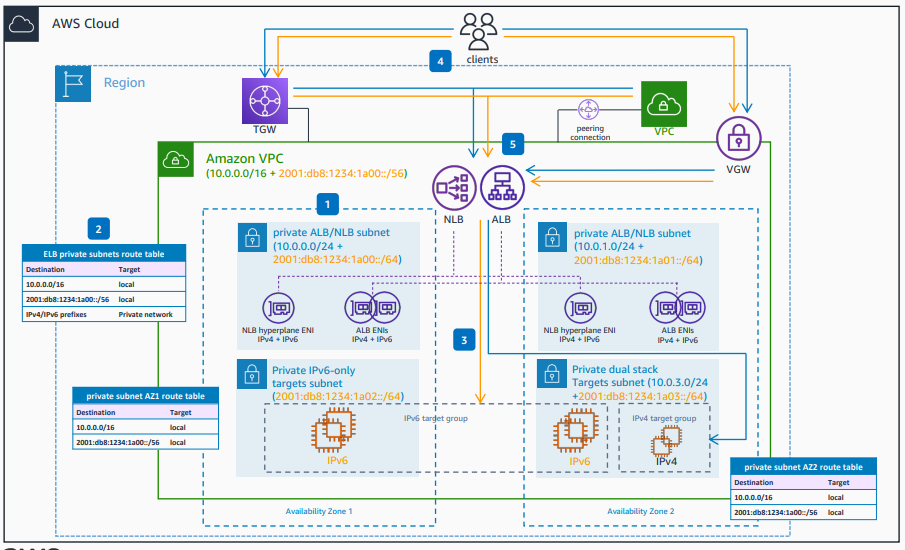 AWS Cloud
clients
4
Region
TGW
peering
connection
VPC
VGW
5
Amazon VPC
(10.0.0.0/16 + 2001:db8:1234:1a00::/56)
NLB
ALB
1
2
ELB private subnets route table
Destination Target
10.0.0.0/16 local
2001:db8:1234:1a00::/56 local
IPv4/IPv6 prefixes Private network
private ALB/NLB subnet
(10.0.0.0/24 +
2001:db8:1234:1a00::/64)
NLB hyperplane ENI
IPv4 + IPv6
ALB ENIs
IPv4 + IPv6
private ALB/NLB subnet
(10.0.1.0/24 +
2001:db8:1234:1a01::/64)
NLB hyperplane ENI
IPv4 + IPv6
ALB ENIs
IPv4 + IPv6
3
Private IPv6-only
targets subnet
(2001:db8:1234:1a02::/64)
Private dual stack
Targets subnet (10.0.3.0/24
+2001:db8:1234:1a03::/64)
private subnet AZ1 route table
Destination Target
10.0.0.0/16 local
2001:db8:1234:1a00::/56 local
IPv6 target group
IPv4 target group
IPv6
IPv6
IPv4
private subnet AZ2 route table
Destination Target
10.0.0.0/16 local
2001:db8:1234:1a00::/56 local
Availability Zone 1
Availability Zone 2